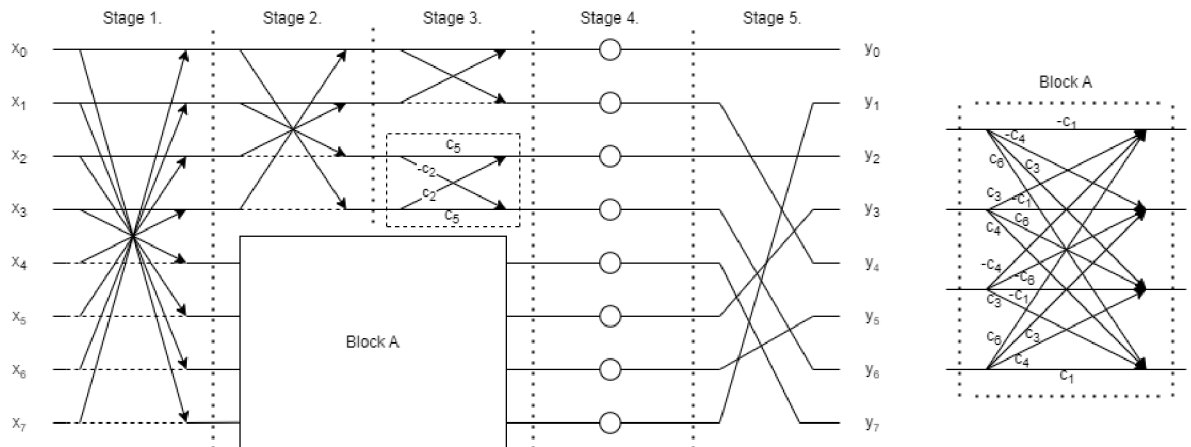 Stage 1. Stage 2. Stage 3. Stage 4. Stage 5.
x₀ y₀
x₁ y₁
x₂ c₅ y₂
-c₂
c₂
x₃ c₅ y₃
x₄ y₄
x₅ y₅
Block A
x₆ y₆
x₇ y₇
Block A
-c₁
-c₄
c₆ c₃
c₃ -c₁
c₄ c₆
-c₄ -c₆
c₃ -c₁
c₆ c₃
c₄
c₁